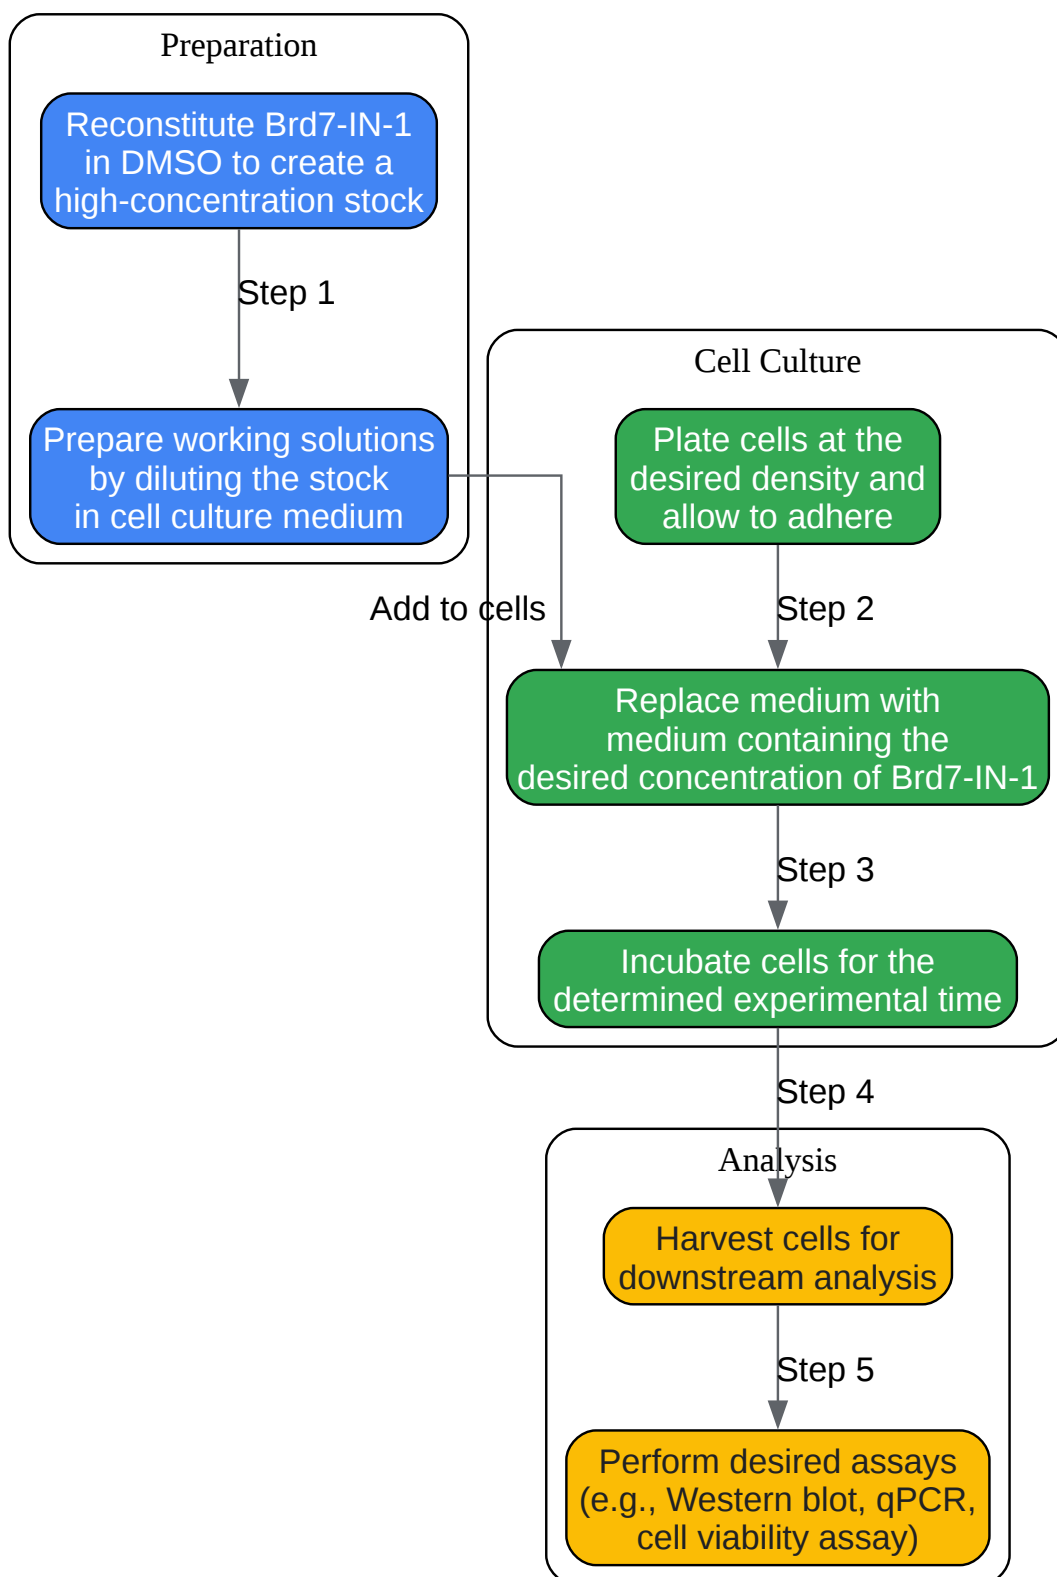 Preparation
Reconstitute Brd7-IN-1
in DMSO to create a
high-concentration stock
Step 1
Prepare working solutions
by diluting the stock
in cell culture medium
Add to cells
Cell Culture
Plate cells at the
desired density and
allow to adhere
Step 2
Replace medium with
medium containing the
desired concentration of Brd7-IN-1
Step 3
Incubate cells for the
determined experimental time
Step 4
Analysis
Harvest cells for
downstream analysis
Step 5
Perform desired assays
(e.g., Western blot, qPCR,
cell viability assay)